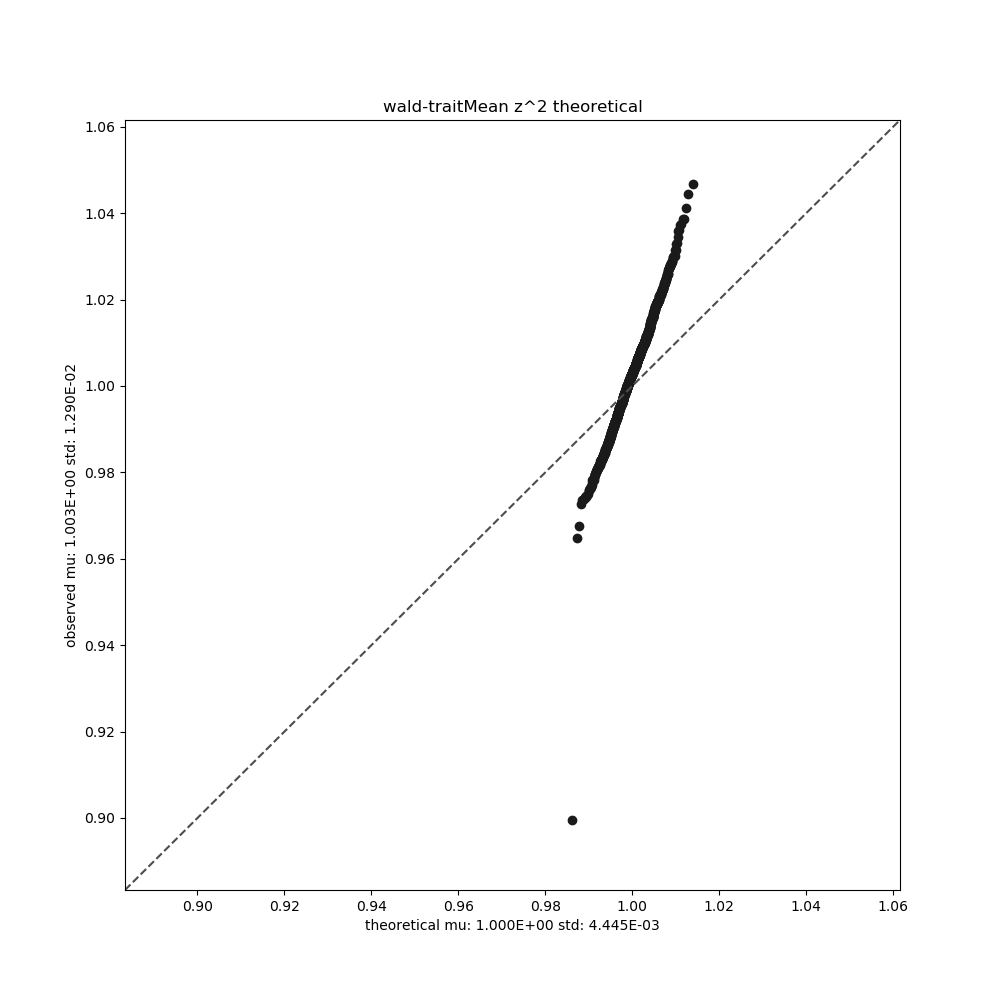 wald-traitMean z^2 theoretical
1.06
1.04
1.02
1.00
0.98
0.96
0.94
0.92
0.90
observed mu: 1.003E+00 std: 1.290E-02
0.90 0.92 0.94 0.96 0.98 1.00 1.02 1.04 1.06
theoretical mu: 1.000E+00 std: 4.445E-03